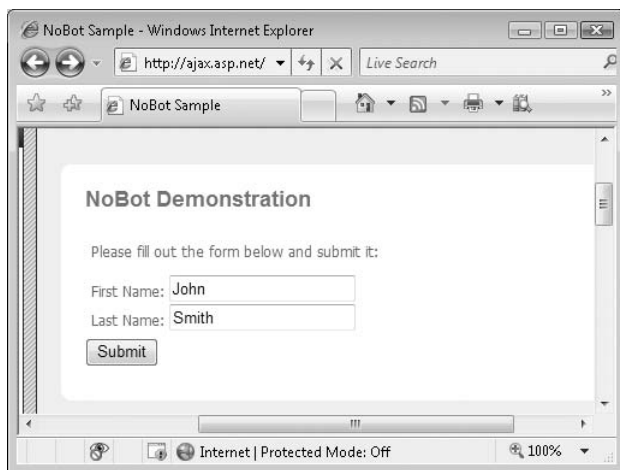 NoBot Sample - Windows Internet Explorer
http://ajax.asp.net/
Live Search
NoBot Sample
NoBot Demonstration
Please fill out the form below and submit it:
First Name: John
Last Name: Smith
Submit
Internet | Protected Mode: Off
100%